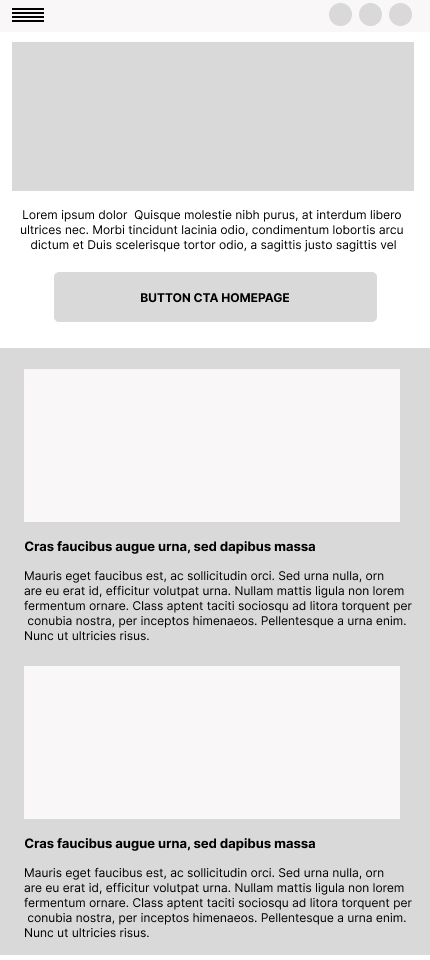 Lorem ipsum dolor  Quisque molestie nibh purus, at interdum libero
ultrices nec. Morbi tincidunt lacinia odio, condimentum lobortis arcu
dictum et Duis scelerisque tortor odio, a sagittis justo sagittis vel
BUTTON CTA HOMEPAGE
Cras faucibus augue urna, sed dapibus massa
Mauris eget faucibus est, ac sollicitudin orci. Sed urna nulla, orn
are eu erat id, efficitur volutpat urna. Nullam mattis ligula non lorem
fermentum ornare. Class aptent taciti sociosqu ad litora torquent per
conubia nostra, per inceptos himenaeos. Pellentesque a urna enim.
Nunc ut ultricies risus.
Cras faucibus augue urna, sed dapibus massa
Mauris eget faucibus est, ac sollicitudin orci. Sed urna nulla, orn
are eu erat id, efficitur volutpat urna. Nullam mattis ligula non lorem
fermentum ornare. Class aptent taciti sociosqu ad litora torquent per
conubia nostra, per inceptos himenaeos. Pellentesque a urna enim.
Nunc ut ultricies risus.